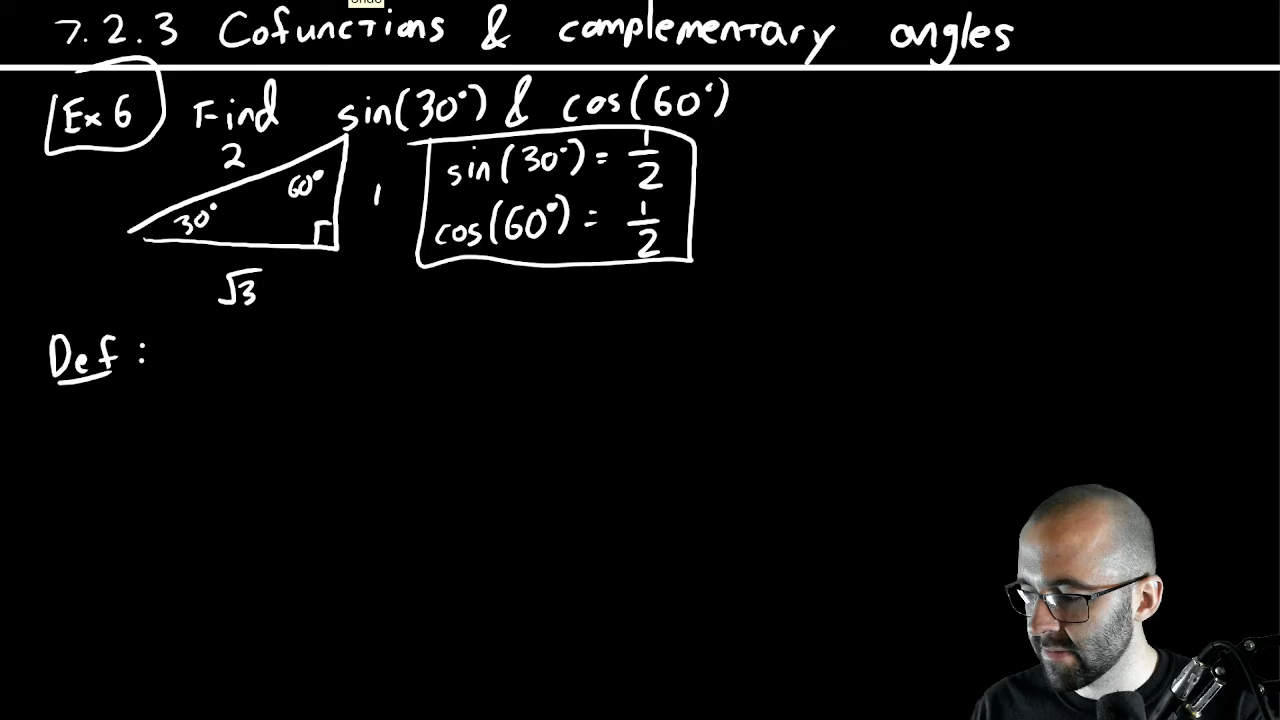 undo
7.2.3 Cofunctions & complementary angles
Ex 6 Find sin(30°) & cos(60°)
2
60°
30°
1
√3
sin(30°) = 1/2
cos(60°) = 1/2
Def :